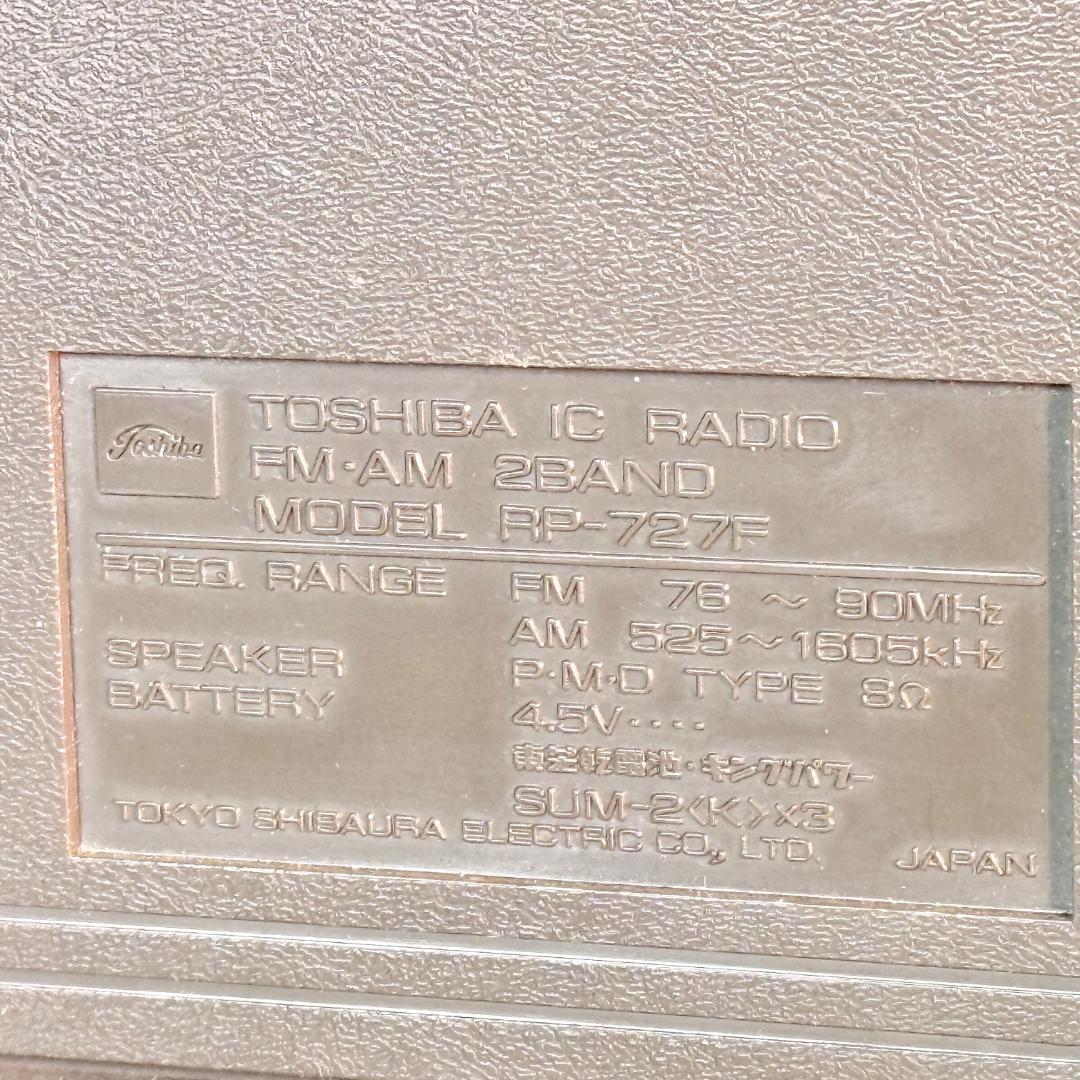 Toshiba
TOSHIBA IC RADIO
FM·AM 2BAND
MODEL RP-727F
FREQ. RANGE FM 76 ~ 90MHz
AM 525~1605kHz
SPEAKER P·M·D TYPE 8Ω
BATTERY 4.5V····
東芝乾電池・キングパワー
SUM-2〈K〉×3
TOKYO SHIBAURA ELECTRIC CO., LTD. JAPAN